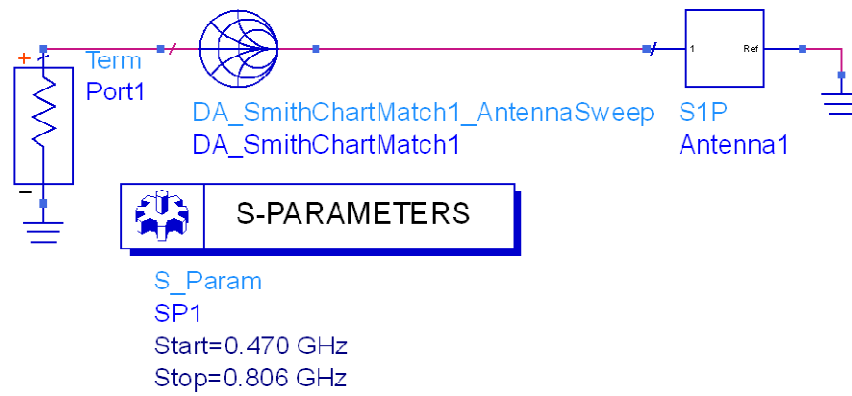 + Term
Port1
−
DA_SmithChartMatch1_AntennaSweep
DA_SmithChartMatch1
1 Ref
S1P
Antenna1
S-PARAMETERS
S_Param
SP1
Start=0.470 GHz
Stop=0.806 GHz